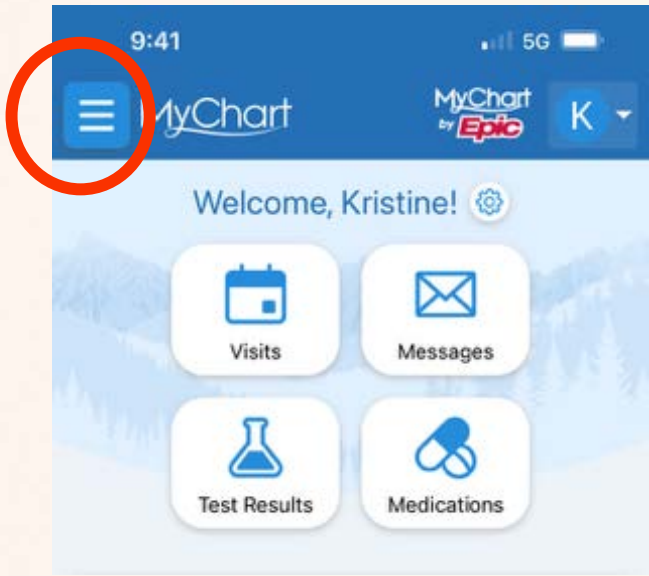 9:41 5G
MyChart MyChart K
by Epic
Welcome, Kristine!
Visits Messages
Test Results Medications